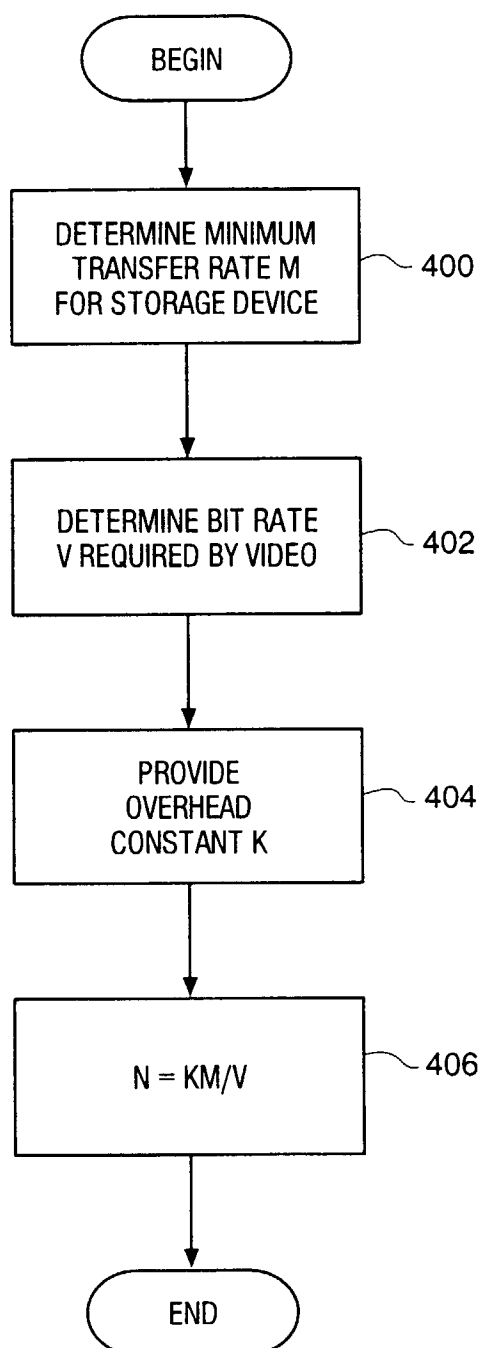 BEGIN
DETERMINE MINIMUM
TRANSFER RATE M
FOR STORAGE DEVICE
400
DETERMINE BIT RATE
V REQUIRED BY VIDEO
402
PROVIDE
OVERHEAD
CONSTANT K
404
N = KM/V
406
END